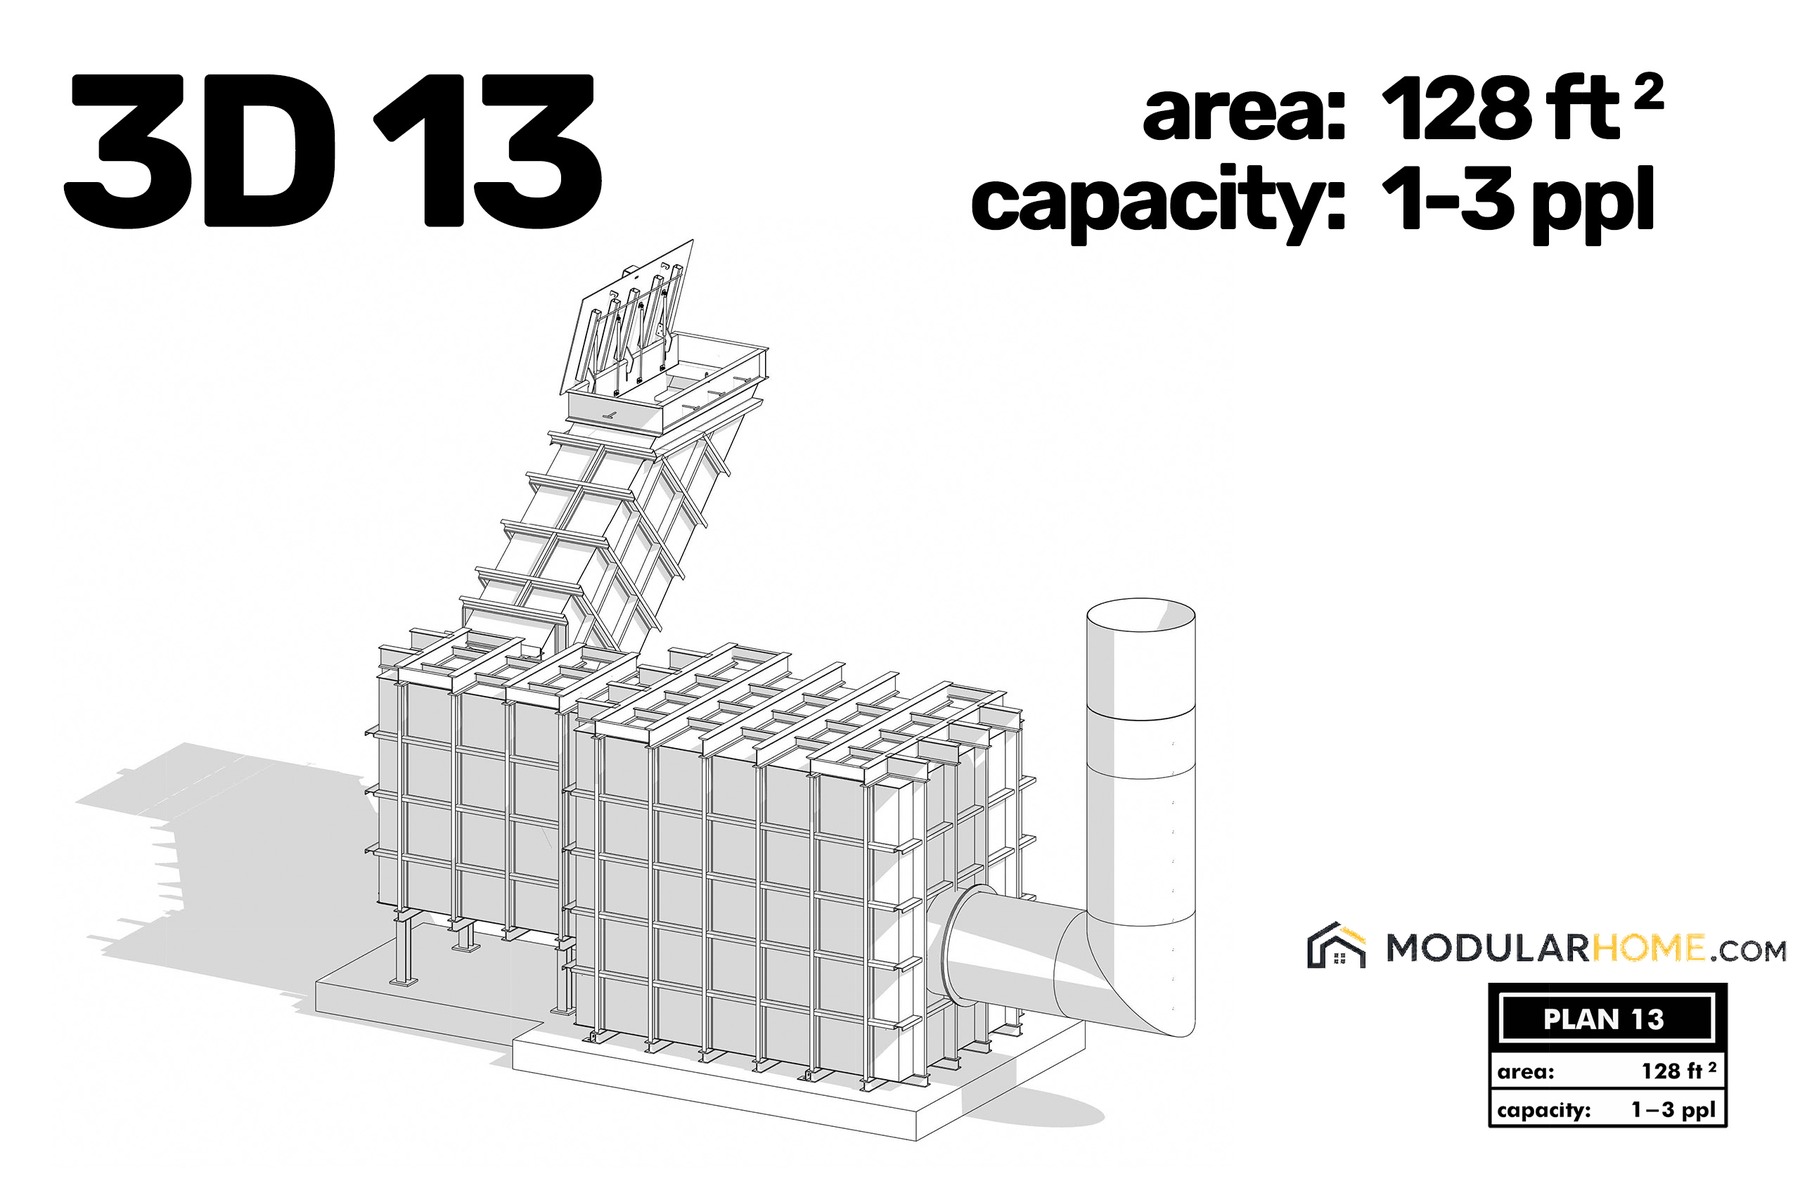 3D 13
area: 128 ft ²
capacity: 1-3 ppl
MODULARHOME.COM
PLAN 13
area: 128 ft ²
capacity: 1–3 ppl